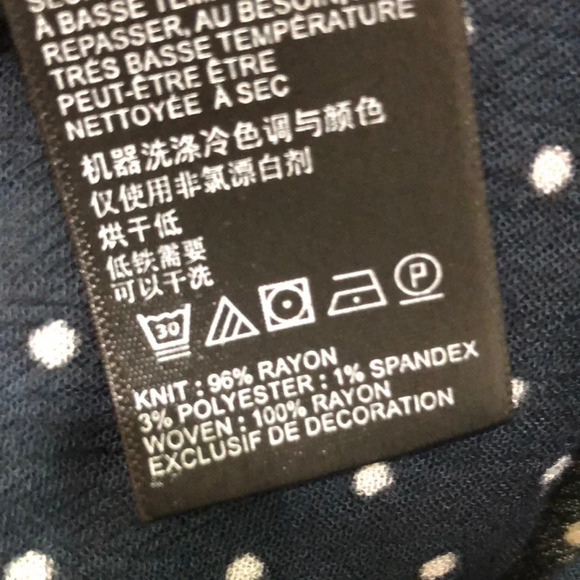 À BASSE
REPASSER, AU BESOIN
TRÉS BASSE TEMPÉRATURE
PEUT-ÊTRE ÊTRE
NETTOYÉE À SEC
机器洗涤冷色调与颜色
仅使用非氯漂白剂
烘干低
低铁需要
可以干洗
30 P
KNIT : 96% RAYON
3% POLYESTER : 1% SPANDEX
WOVEN : 100% RAYON
EXCLUSIF DE DECORATION